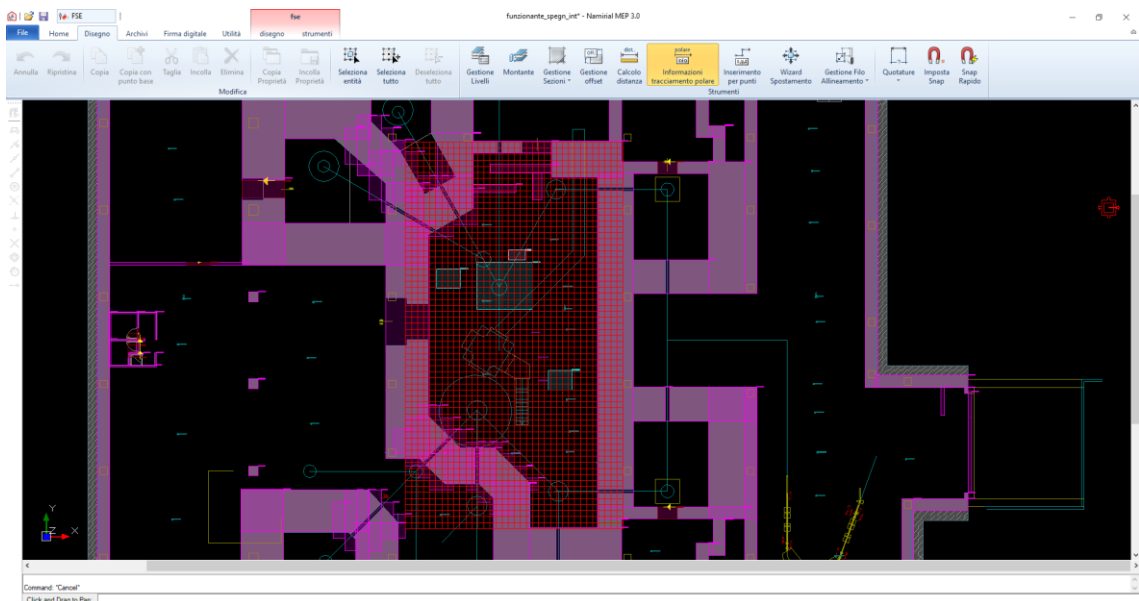 FSE
fse
funzionante_spegn_int* - Namirial MEP 3.0
File Home Disegno Archivi Firma digitale Utilità disegno strumenti
Annulla Ripristina Copia Copia con punto base Taglia Incolla Elimina Copia Proprietà Incolla Proprietà Seleziona entità Seleziona tutto Deseleziona tutto
Modifica
Gestione Livelli Montante Gestione Sezioni Gestione offset dist. Calcolo distanza polare Informazioni tracciamento polare Inserimento per punti Wizard Spostamento Gestione Filo Allineamento Quotature Imposta Snap Snap Rapido
Strumenti
Y
Z X
Command: "Cancel"
Click and Drag to Pan: